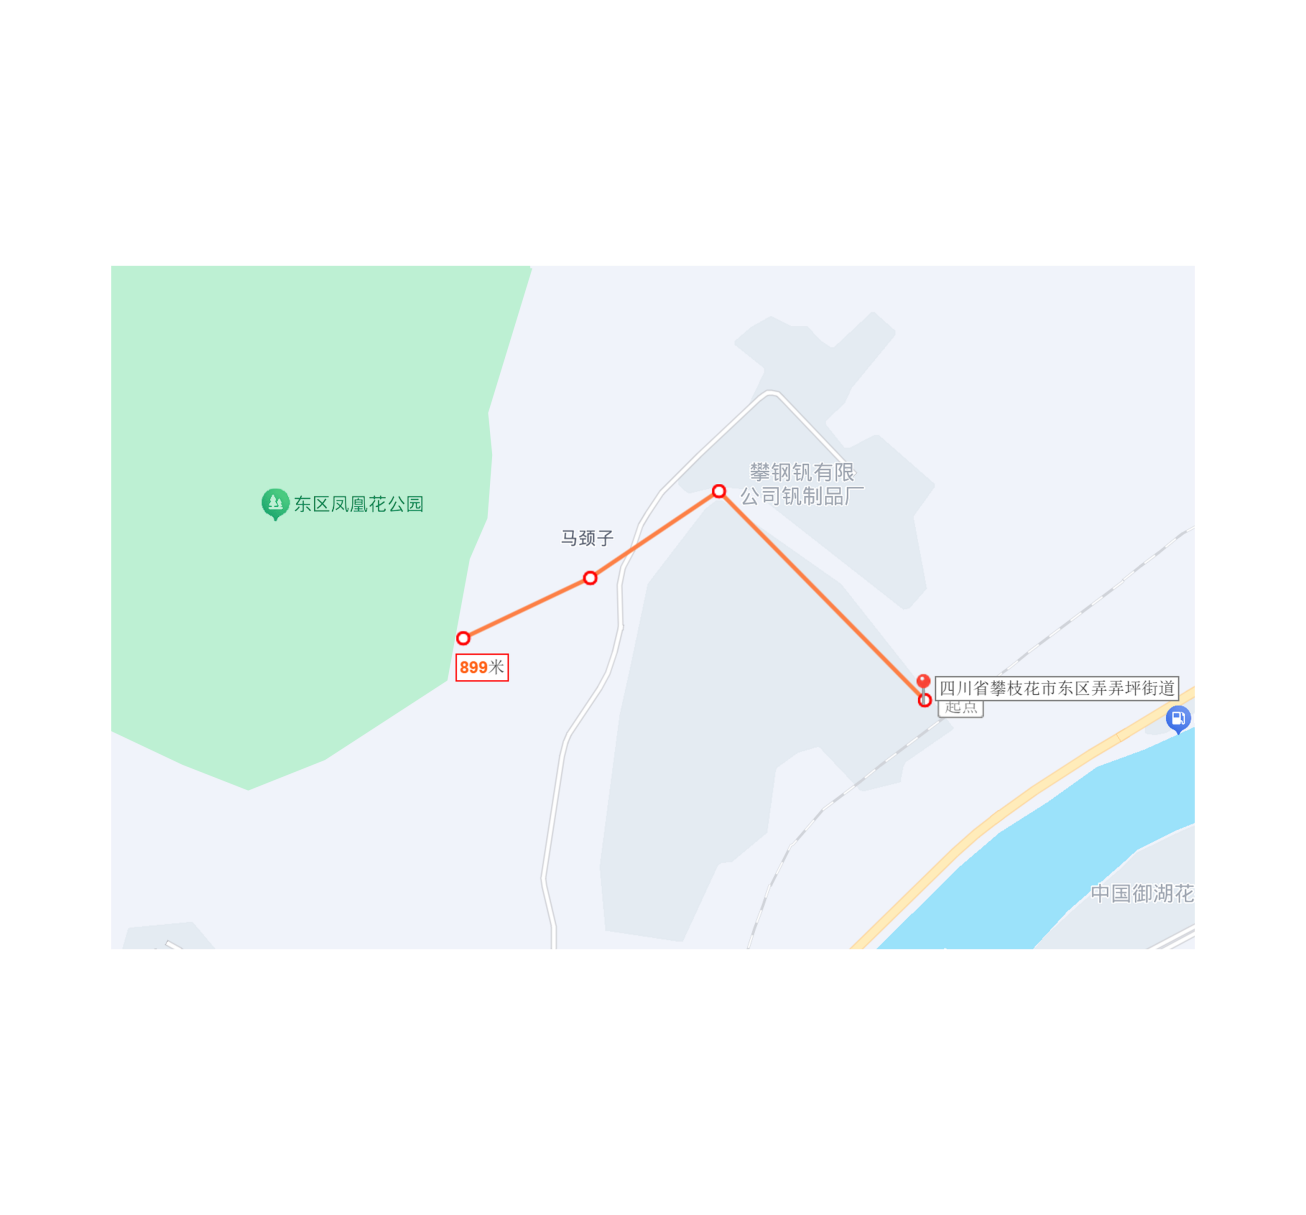 攀钢钒有限
公司钒制品厂
东区凤凰花公园
马颈子
899米
四川省攀枝花市东区弄弄坪街道
起点
中国御湖花